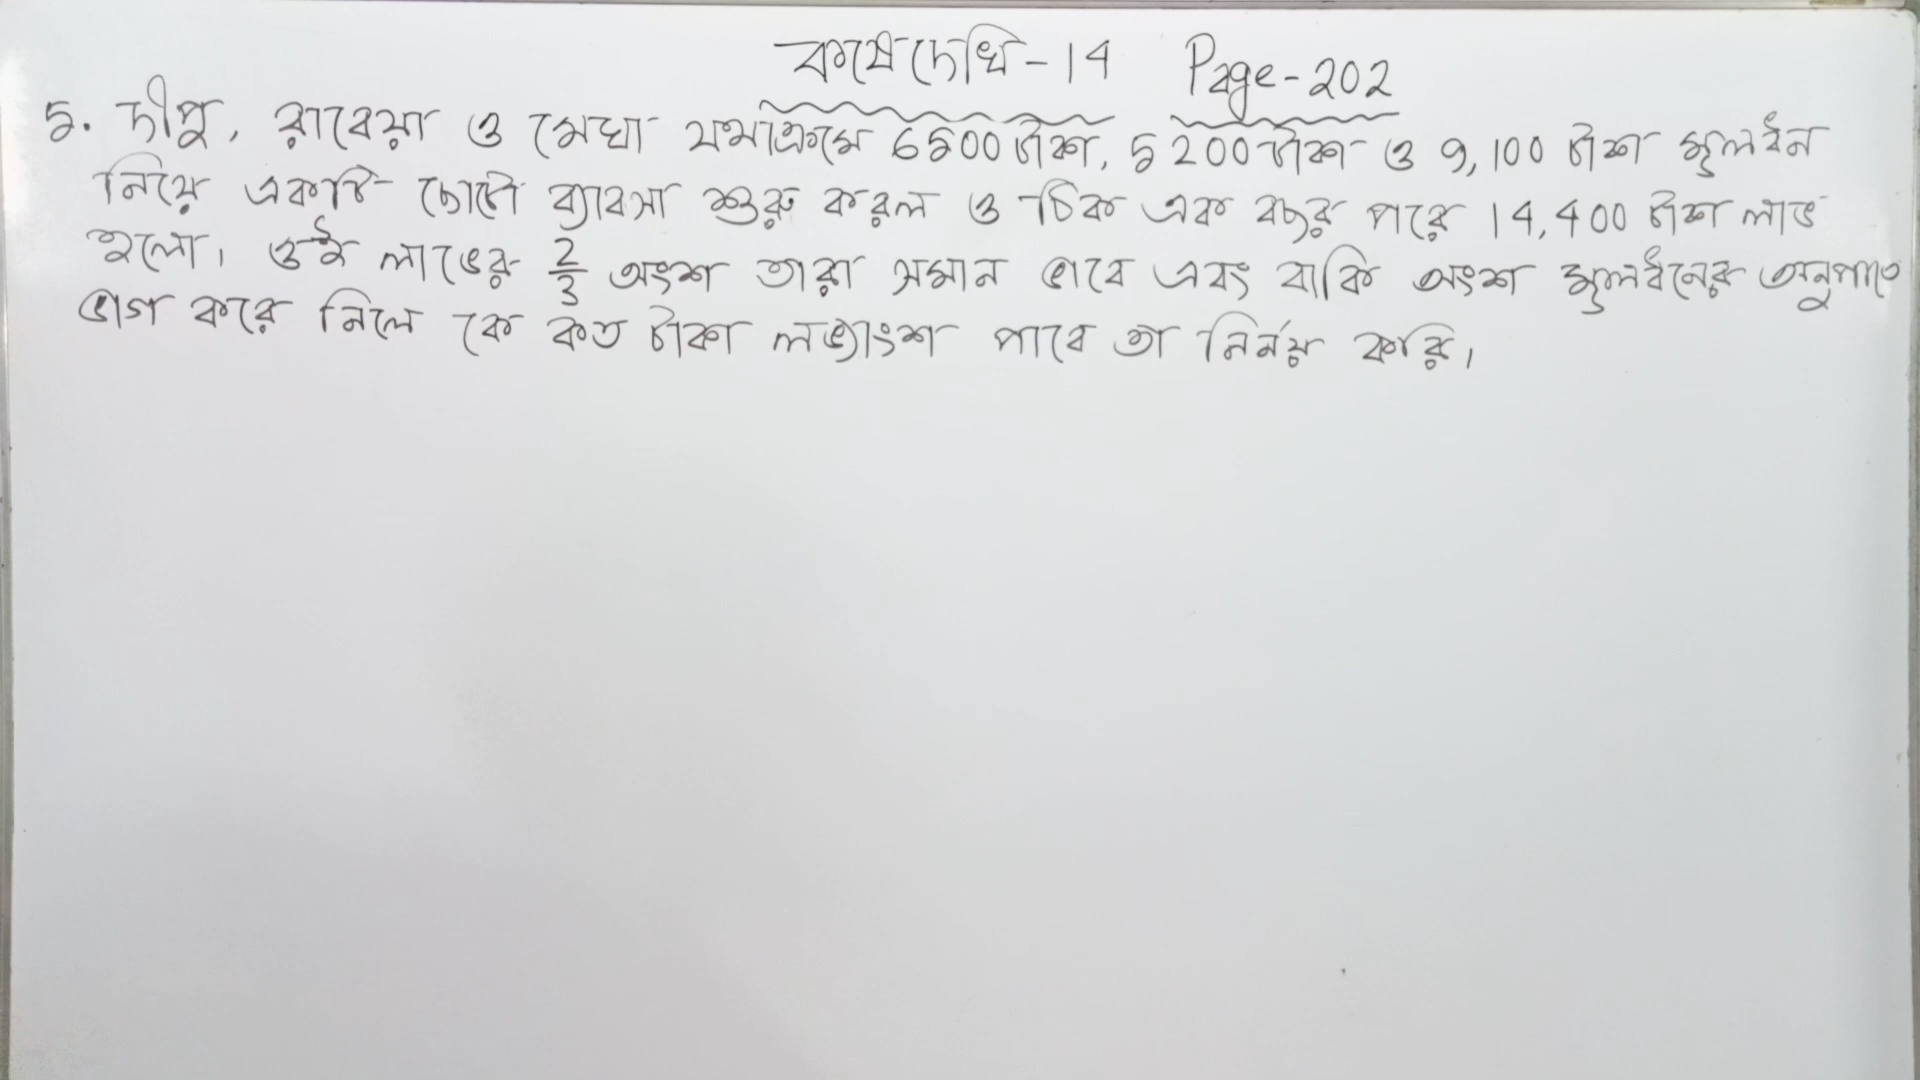 কষে দেখি - 14 Page - 202
5. দীপু, রাবেয়া ও মেঘা যথাক্রমে 6500 টাকা, 5200 টাকা ও 9,100 টাকা মূলধন
নিয়ে একটি ছোটো ব্যাবসা শুরু করল ও ঠিক এক বছর পরে 14,400 টাকা লাভ
হলো। ওই লাভের 2/3 অংশ তারা সমান ভাবে এবং বাকি অংশ মূলধনের অনুপাতে
ভাগ করে নিলে কে কত টাকা লভ্যাংশ পাবে তা নির্নয় করি।